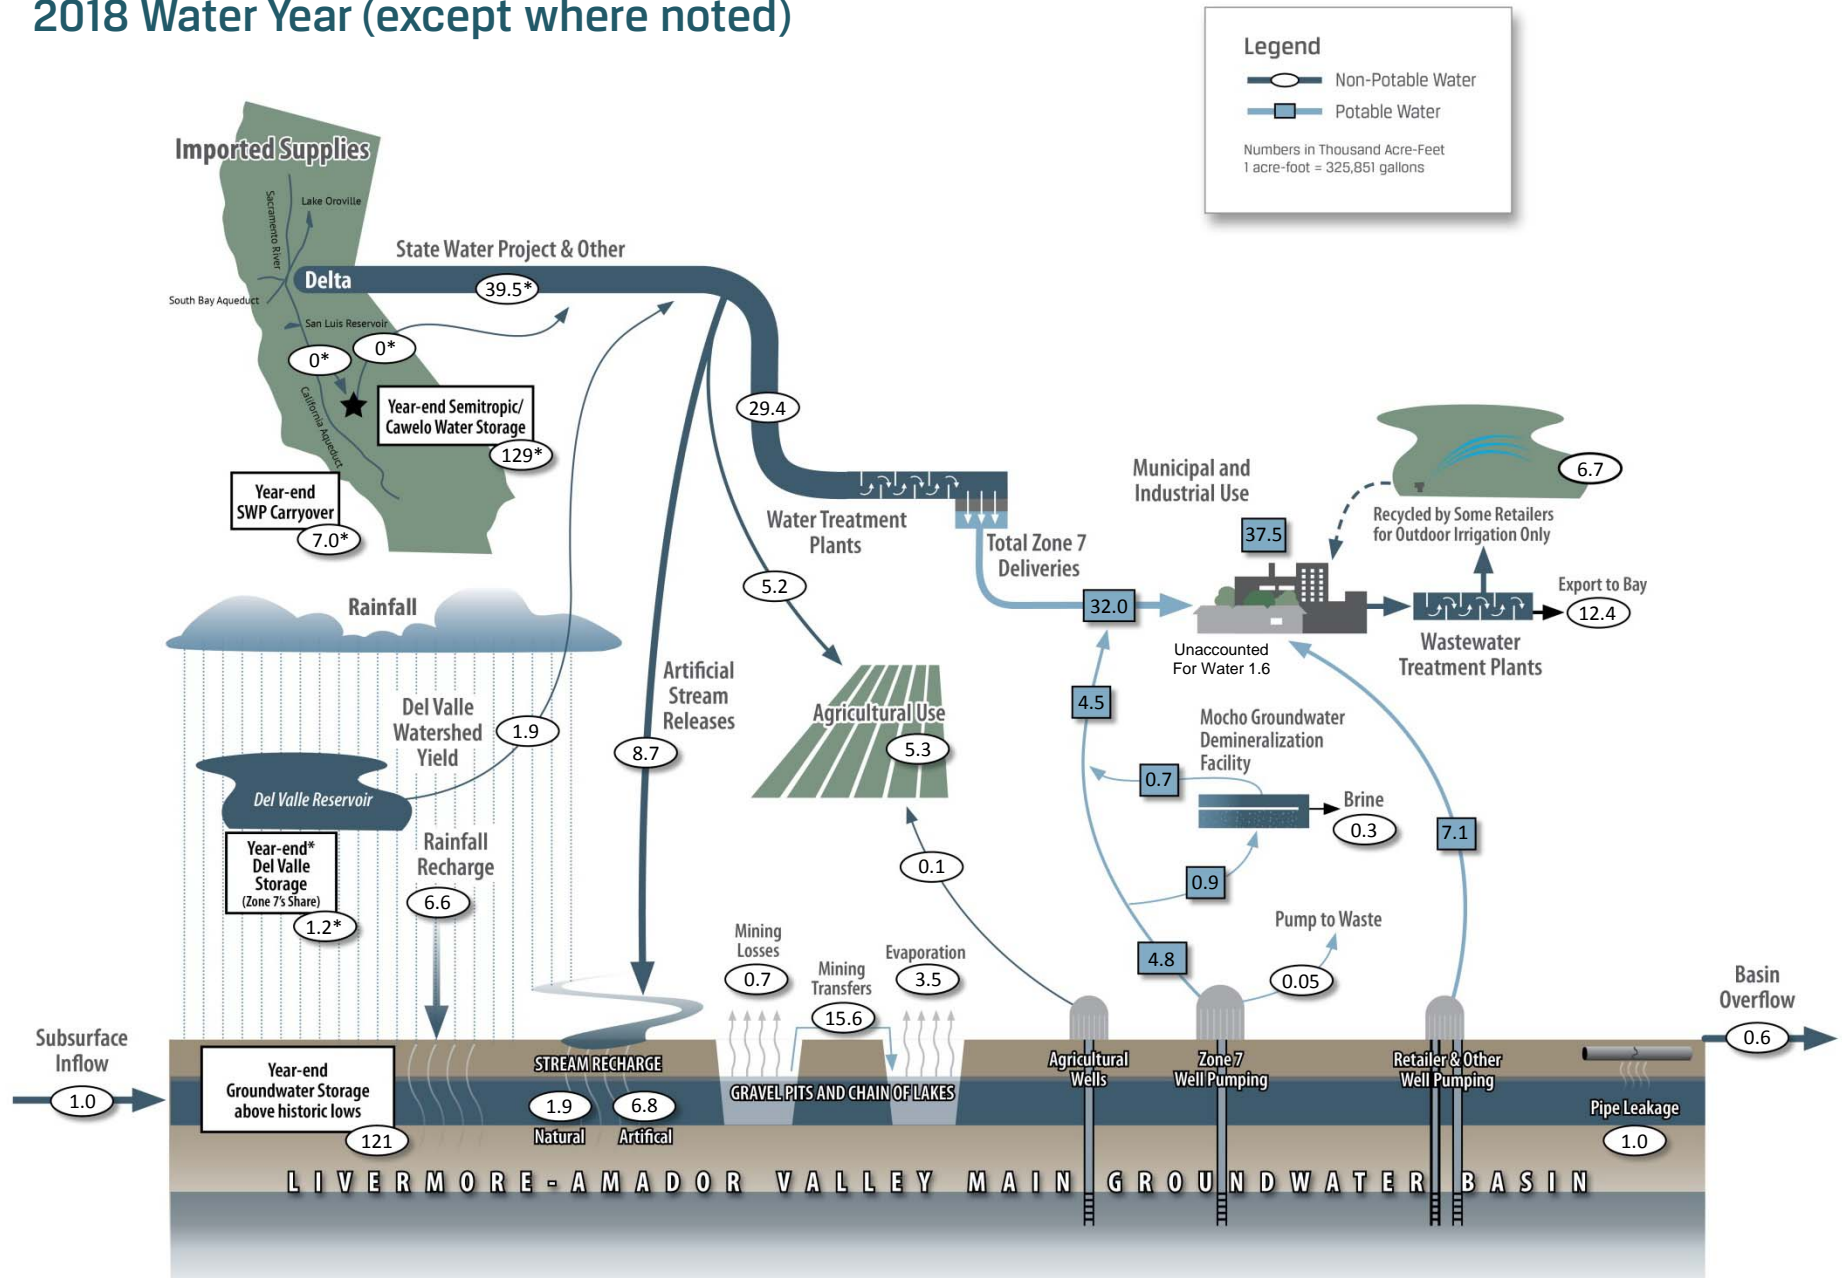 2018 Water Year (except where noted)
Legend
Non-Potable Water
Potable Water
Numbers in Thousand Acre-Feet
1 acre-foot = 325,851 gallons
Imported Supplies
Sacramento River
Lake Oroville
State Water Project & Other
Delta
39.5*
South Bay Aqueduct
San Luis Reservoir
0*
0*
California Aqueduct
Year-end Semitropic/
Cawelo Water Storage
129*
Year-end
SWP Carryover
7.0*
29.4
Water Treatment
Plants
5.2
Total Zone 7
Deliveries
32.0
Municipal and
Industrial Use
37.5
Unaccounted
For Water 1.6
6.7
Recycled by Some Retailers
for Outdoor Irrigation Only
Export to Bay
12.4
Wastewater
Treatment Plants
Rainfall
Del Valle
Watershed
Yield
1.9
Del Valle Reservoir
Year-end*
Del Valle
Storage
(Zone 7's Share)
1.2*
Rainfall
Recharge
6.6
Artificial
Stream
Releases
8.7
Agricultural Use
5.3
0.1
4.5
Mocho Groundwater
Demineralization
Facility
0.7
Brine
0.3
0.9
7.1
4.8
Pump to Waste
0.05
Mining
Losses
0.7
Mining
Transfers
15.6
Evaporation
3.5
Basin
Overflow
0.6
Subsurface
Inflow
1.0
Year-end
Groundwater Storage
above historic lows
121
STREAM RECHARGE
1.9
6.8
Natural
Artifical
GRAVEL PITS AND CHAIN OF LAKES
Agricultural
Wells
Zone 7
Well Pumping
Retailer & Other
Well Pumping
Pipe Leakage
1.0
LIVERMORE-AMADOR VALLEY MAIN GROUNDWATER BASIN